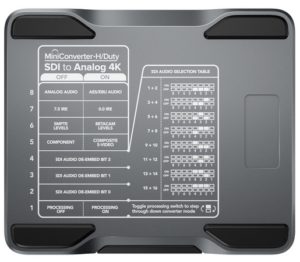 MiniConverter-H/Duty
SDI to Analog 4K
OFF ON
SDI AUDIO SELECTION TABLE
8 ANALOG AUDIO AES/EBU AUDIO
7 7.5 IRE 0.0 IRE
6 SMPTE LEVELS BETACAM LEVELS
5 COMPONENT COMPOSITE S-VIDEO
4 SDI AUDIO DE-EMBED BIT 2
3 SDI AUDIO DE-EMBED BIT 1
2 SDI AUDIO DE-EMBED BIT 0
1 PROCESSING OFF PROCESSING ON
1 + 2
3 + 4
5 + 6
7 + 8
9 + 10
11 + 12
13 + 14
15 + 16
Toggle processing switch to step
through down converter mode